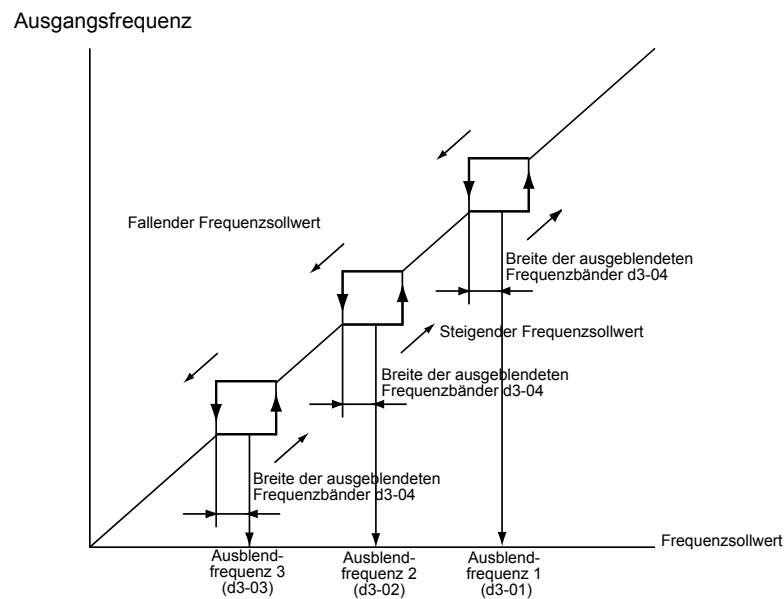 Ausgangsfrequenz
Fallender Frequenzsollwert
Breite der ausgeblendeten
Frequenzbänder d3-04
Steigender Frequenzsollwert
Breite der ausgeblendeten
Frequenzbänder d3-04
Breite der ausgeblendeten
Frequenzbänder d3-04
Frequenzsollwert
Ausblend-
frequenz 3
(d3-03)
Ausblend-
frequenz 2
(d3-02)
Ausblend-
frequenz 1
(d3-01)